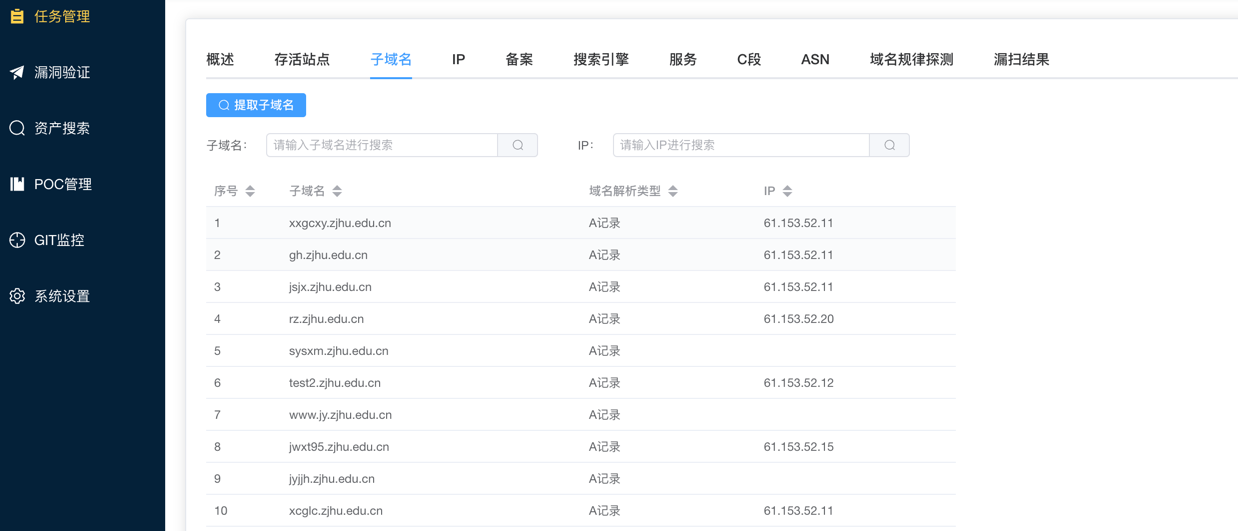 任务管理
漏洞验证
资产搜索
POC管理
GIT监控
系统设置
概述 存活站点 子域名 IP 备案 搜索引擎 服务 C段 ASN 域名规律探测 漏扫结果
提取子域名
子域名： 请输入子域名进行搜索 IP： 请输入IP进行搜索
序号 子域名 域名解析类型 IP
1 xxgcxy.zjhu.edu.cn A记录 61.153.52.11
2 gh.zjhu.edu.cn A记录 61.153.52.11
3 jsjx.zjhu.edu.cn A记录 61.153.52.11
4 rz.zjhu.edu.cn A记录 61.153.52.20
5 sysxm.zjhu.edu.cn A记录
6 test2.zjhu.edu.cn A记录 61.153.52.12
7 www.jy.zjhu.edu.cn A记录
8 jwxt95.zjhu.edu.cn A记录 61.153.52.15
9 jyjjh.zjhu.edu.cn A记录
10 xcglc.zjhu.edu.cn A记录 61.153.52.11